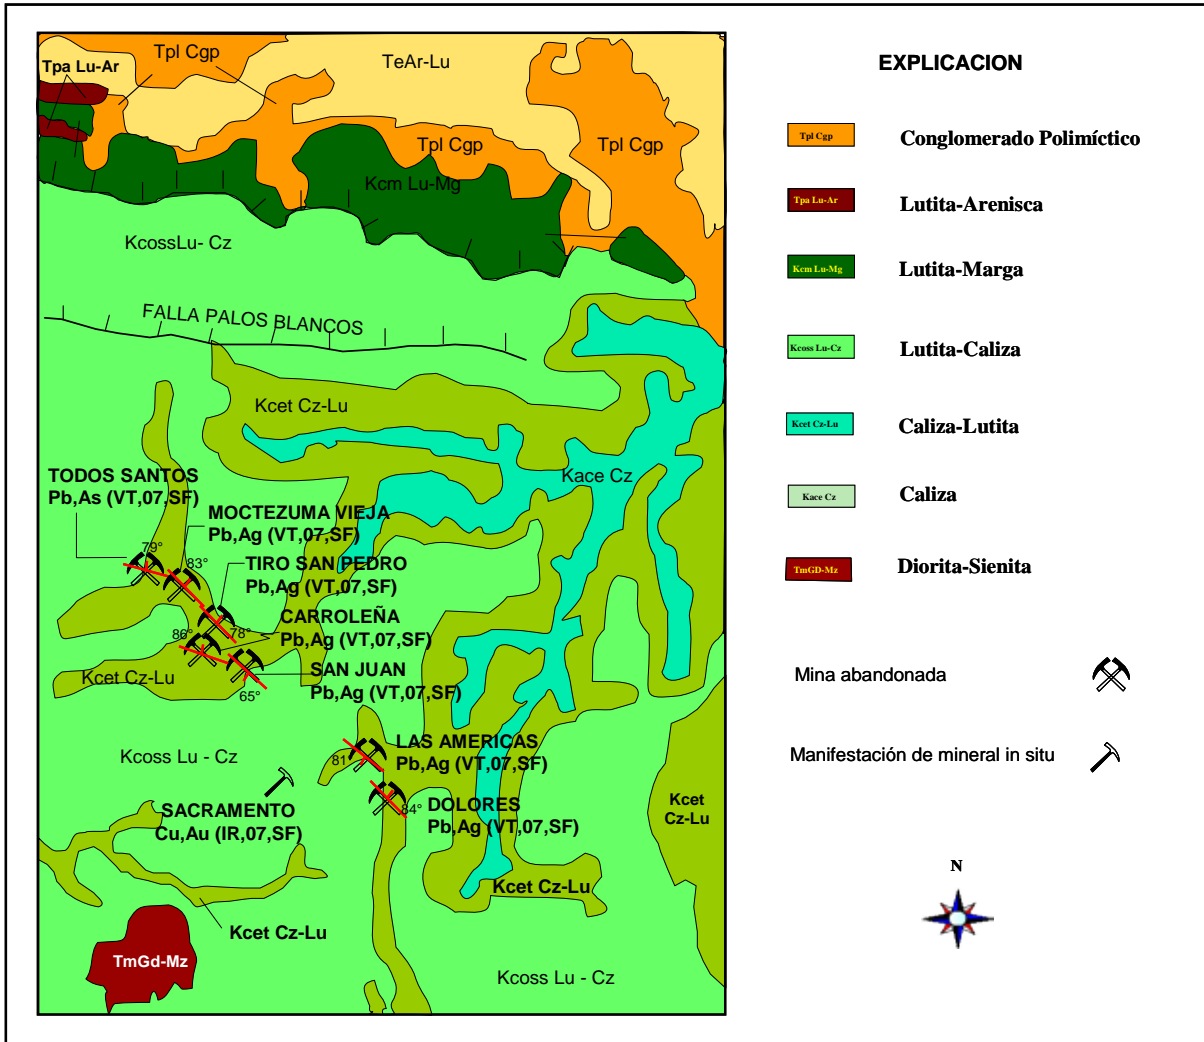 Tpl Cgp
TeAr-Lu
Tpa Lu-Ar
Tpl Cgp
Tpl Cgp
Kcm Lu-Mg
KcossLu- Cz
FALLA PALOS BLANCOS
Kcet Cz-Lu
Kace Cz
TODOS SANTOS
Pb,As (VT,07,SF)
79°
MOCTEZUMA VIEJA
Pb,Ag (VT,07,SF)
83°
TIRO SAN PEDRO
Pb,Ag (VT,07,SF)
78°
CARROLEÑA
Pb,Ag (VT,07,SF)
86°
SAN JUAN
Pb,Ag (VT,07,SF)
65°
Kcet Cz-Lu
LAS AMERICAS
Pb,Ag (VT,07,SF)
81
Kcoss Lu - Cz
DOLORES
Pb,Ag (VT,07,SF)
84°
SACRAMENTO
Cu,Au (IR,07,SF)
Kcet
Cz-Lu
Kcet Cz-Lu
Kcet Cz-Lu
TmGd-Mz
Kcoss Lu - Cz
EXPLICACION
Tpl Cgp
Conglomerado Polimíctico
Tpa Lu-Ar
Lutita-Arenisca
Kcm Lu-Mg
Lutita-Marga
Kcoss Lu-Cz
Lutita-Caliza
Kcet Cz-Lu
Caliza-Lutita
Kace Cz
Caliza
TmGD-Mz
Diorita-Sienita
Mina abandonada
Manifestación de mineral in situ
N